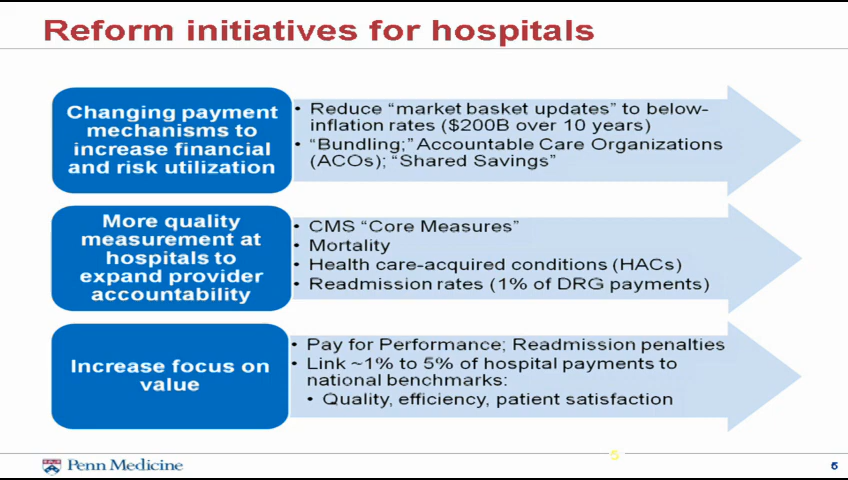 Reform initiatives for hospitals
Changing payment
mechanisms to
increase financial
and risk utilization
• Reduce “market basket updates” to below-
inflation rates ($200B over 10 years)
• “Bundling;” Accountable Care Organizations
(ACOs); “Shared Savings”
More quality
measurement at
hospitals to
expand provider
accountability
• CMS “Core Measures”
• Mortality
• Health care-acquired conditions (HACs)
• Readmission rates (1% of DRG payments)
Increase focus on
value
• Pay for Performance; Readmission penalties
• Link ~1% to 5% of hospital payments to
national benchmarks:
• Quality, efficiency, patient satisfaction
Penn Medicine
5